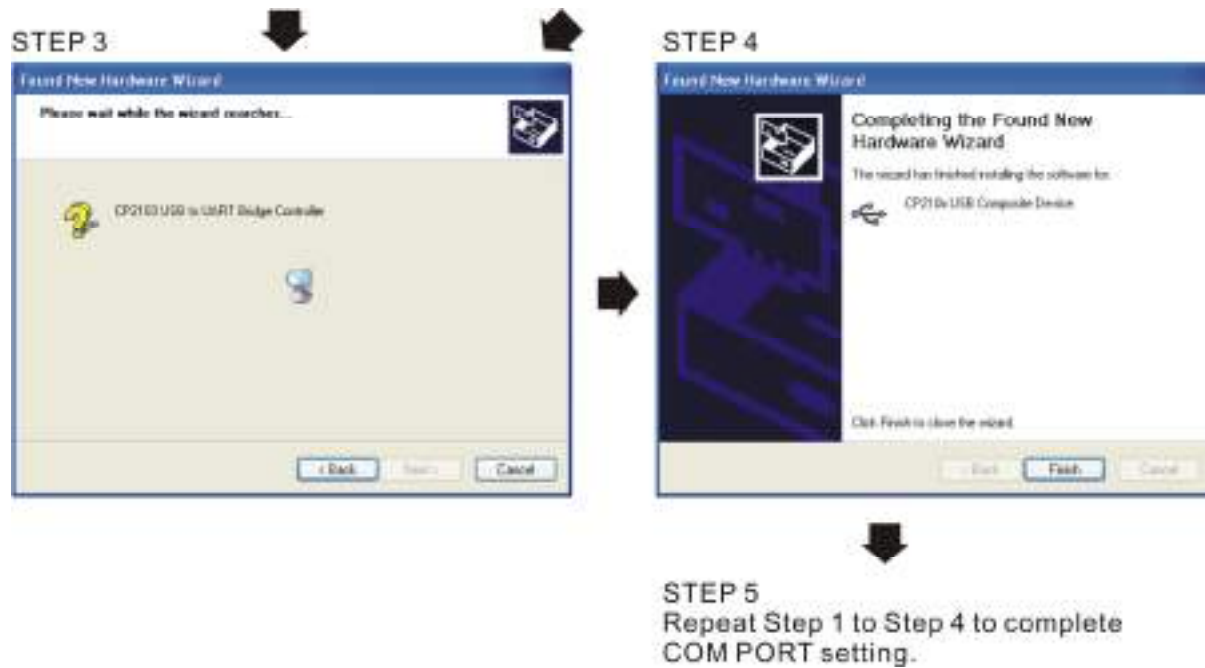 STEP 3
Found New Hardware Wizard
Please wait while the wizard searches...
CP2103 USB to UART Bridge Controller
< Back
Next >
Cancel
STEP 4
Found New Hardware Wizard
Completing the Found New
Hardware Wizard
The wizard has finished installing the software for:
CP210x USB Composite Device
Click Finish to close the wizard.
< Back
Finish
Cancel
STEP 5
Repeat Step 1 to Step 4 to complete
COM PORT setting.